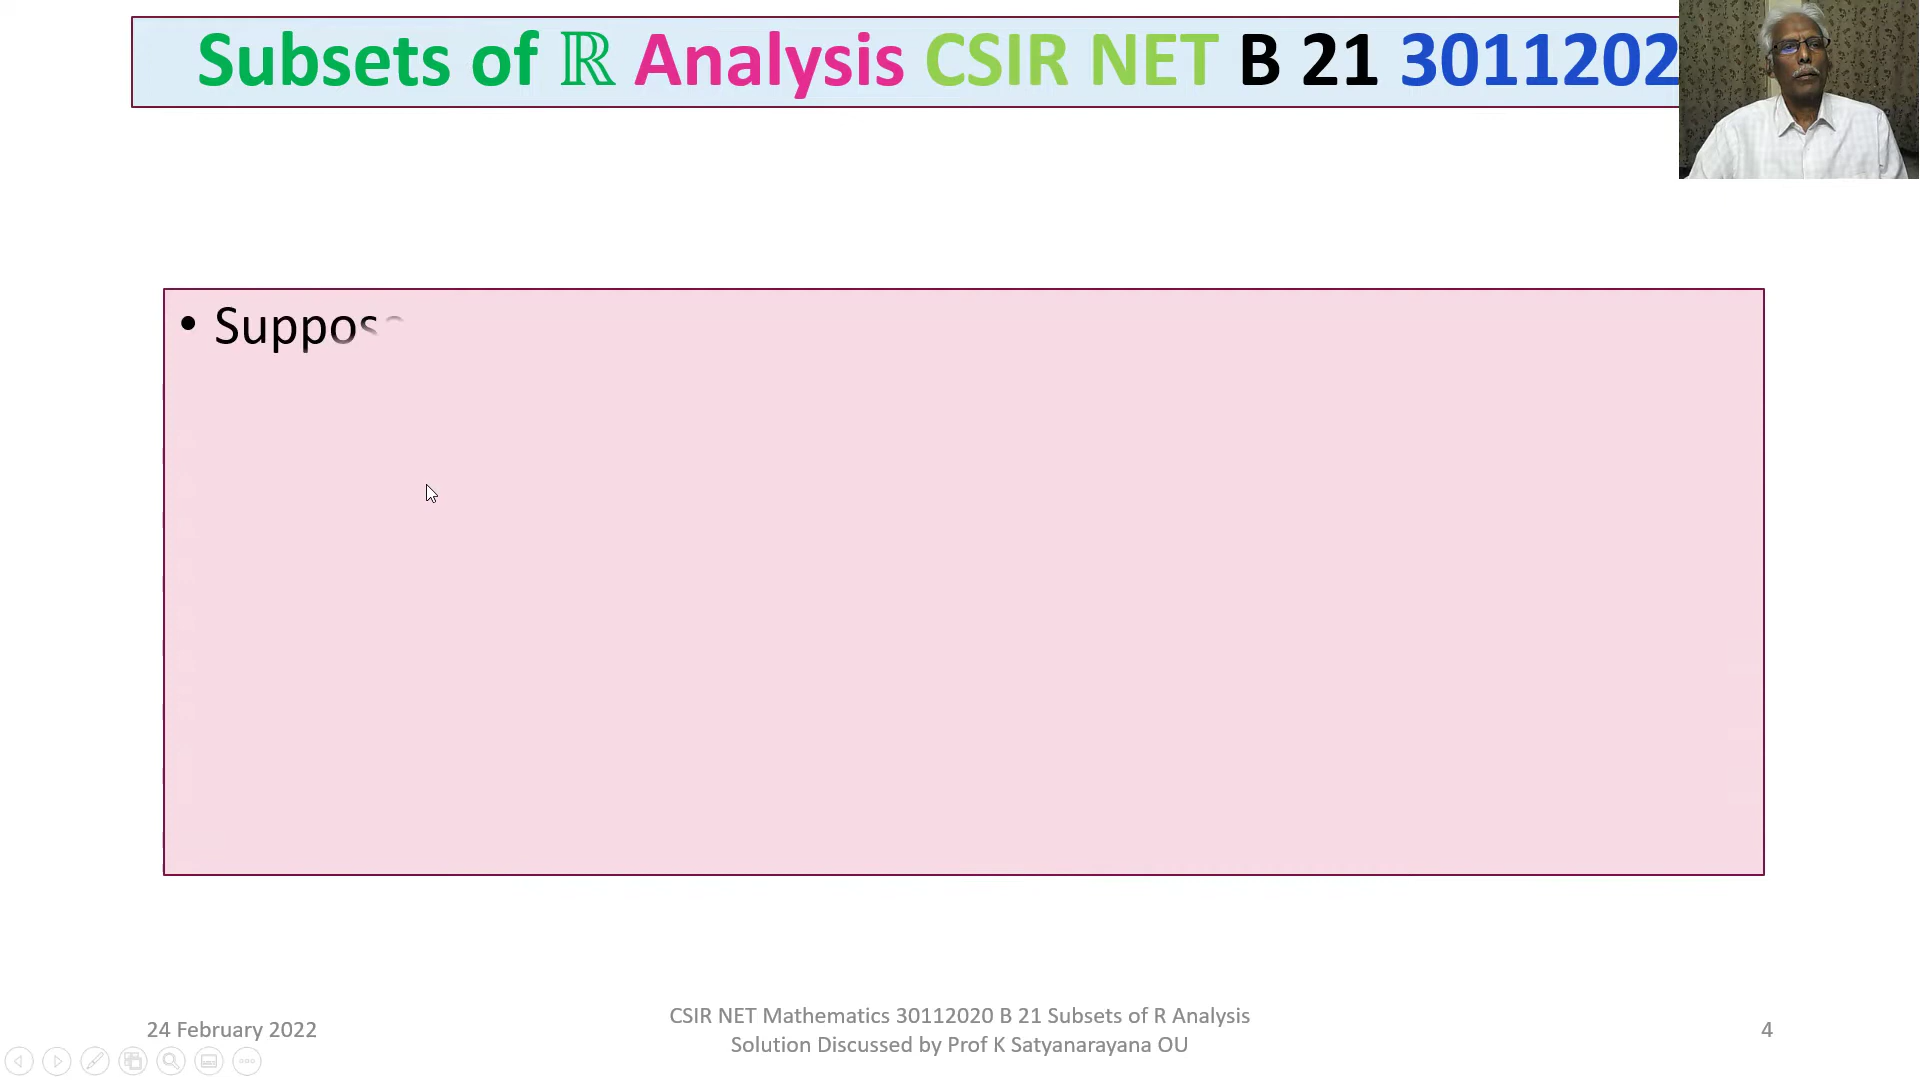 Subsets of ℝ Analysis CSIR NET B 21 3011202
• Suppos
24 February 2022
CSIR NET Mathematics 30112020 B 21 Subsets of R Analysis
Solution Discussed by Prof K Satyanarayana OU
4